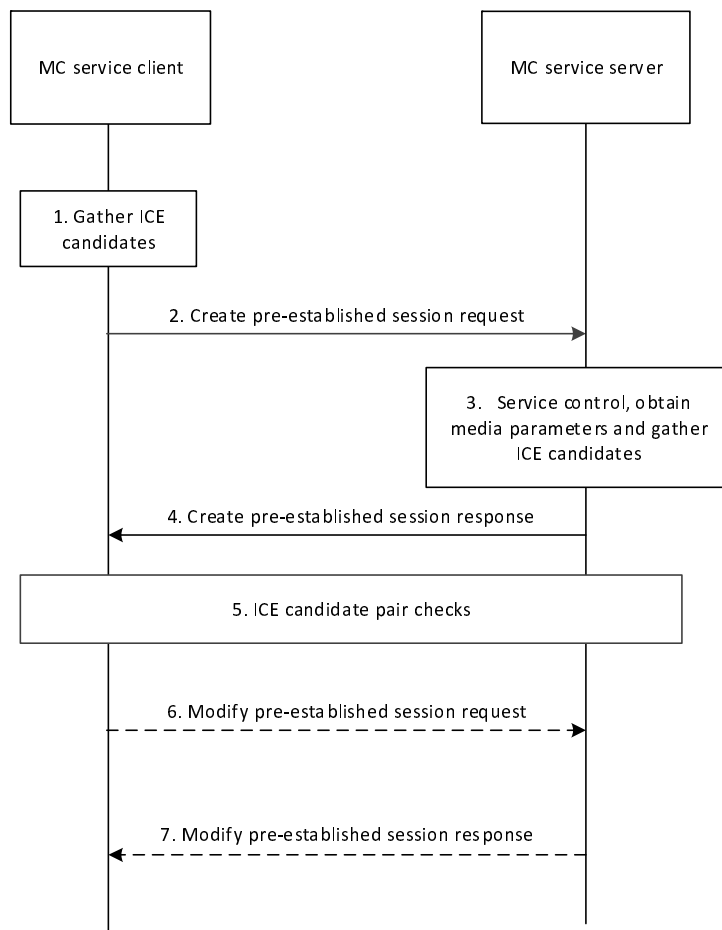 MC service client
MC service server
1. Gather ICE
candidates
2. Create pre-established session request
3. Service control, obtain
media parameters and gather
ICE candidates
4. Create pre-established session response
5. ICE candidate pair checks
6. Modify pre-established session request
7. Modify pre-established session response